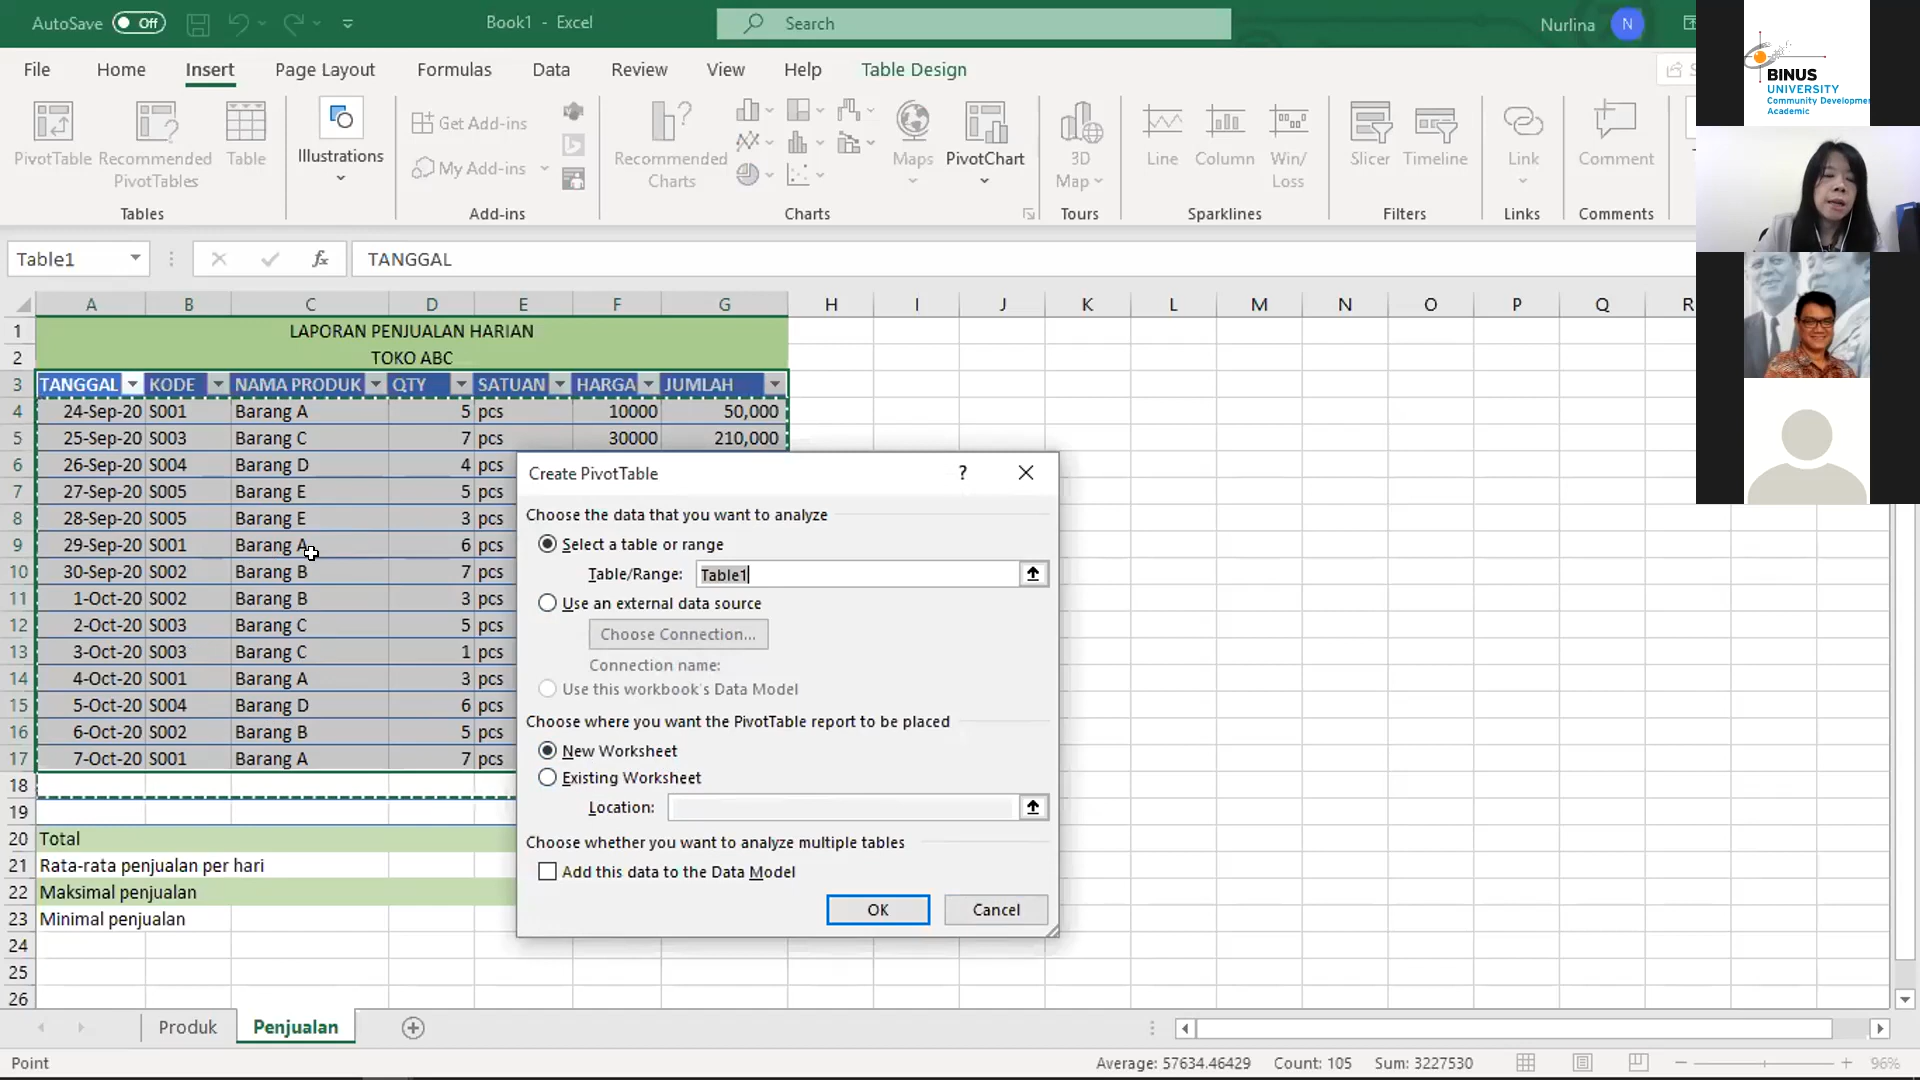 AutoSave Off
Book1 - Excel
Search
Nurlina N
File Home Insert Page Layout Formulas Data Review View Help Table Design
PivotTable Recommended PivotTables Table
Illustrations
Get Add-ins
My Add-ins
Recommended Charts
Maps PivotChart
3D Map
Line Column Win/Loss
Slicer Timeline
Link
Comment
Tables Add-ins Charts Tours Sparklines Filters Links Comments
BINUS
UNIVERSITY
Community Developme
Academic
Table1 fx TANGGAL
A B C D E F G H I J K L M N O P Q R
1 LAPORAN PENJUALAN HARIAN
2 TOKO ABC
3 TANGGAL KODE NAMA PRODUK QTY SATUAN HARGA JUMLAH
4 24-Sep-20 S001 Barang A 5 pcs 10000 50,000
5 25-Sep-20 S003 Barang C 7 pcs 30000 210,000
6 26-Sep-20 S004 Barang D 4 pcs
7 27-Sep-20 S005 Barang E 5 pcs
8 28-Sep-20 S005 Barang E 3 pcs
9 29-Sep-20 S001 Barang A 6 pcs
10 30-Sep-20 S002 Barang B 7 pcs
11 1-Oct-20 S002 Barang B 3 pcs
12 2-Oct-20 S003 Barang C 5 pcs
13 3-Oct-20 S003 Barang C 1 pcs
14 4-Oct-20 S001 Barang A 3 pcs
15 5-Oct-20 S004 Barang D 6 pcs
16 6-Oct-20 S002 Barang B 5 pcs
17 7-Oct-20 S001 Barang A 7 pcs
18
19
20 Total
21 Rata-rata penjualan per hari
22 Maksimal penjualan
23 Minimal penjualan
24
25
26
Create PivotTable ?
Choose the data that you want to analyze
Select a table or range
Table/Range: Table1
Use an external data source
Choose Connection...
Connection name:
Use this workbook's Data Model
Choose where you want the PivotTable report to be placed
New Worksheet
Existing Worksheet
Location:
Choose whether you want to analyze multiple tables
Add this data to the Data Model
OK Cancel
Produk Penjualan
Point
Average: 57634.46429 Count: 105 Sum: 3227530
96%